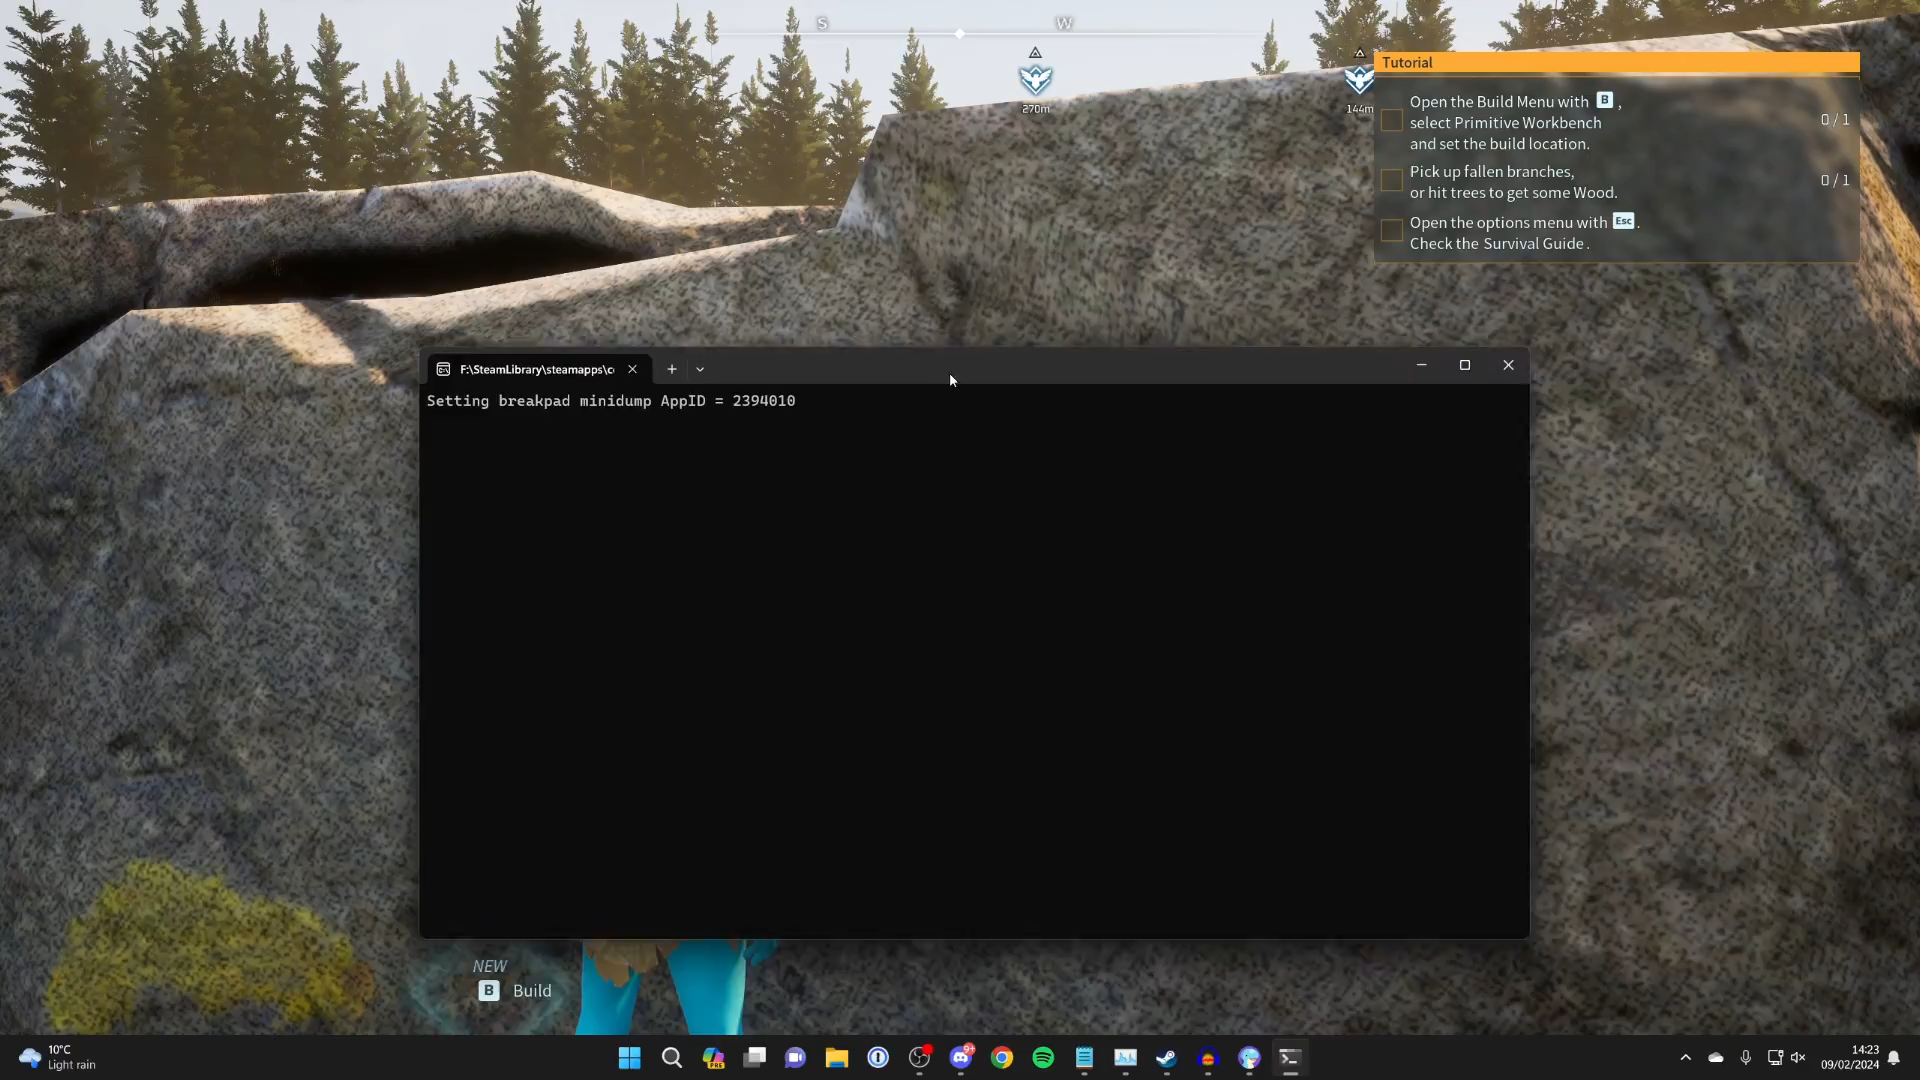 S
W
270m
144m
Tutorial
Open the Build Menu with B ,
select Primitive Workbench
and set the build location.
0 / 1
Pick up fallen branches,
or hit trees to get some Wood.
0 / 1
Open the options menu with Esc .
Check the Survival Guide .
F:\SteamLibrary\steamapps\c
Setting breakpad minidump AppID = 2394010
NEW
B Build
10°C
Light rain
PRE
9+
14:23
09/02/2024